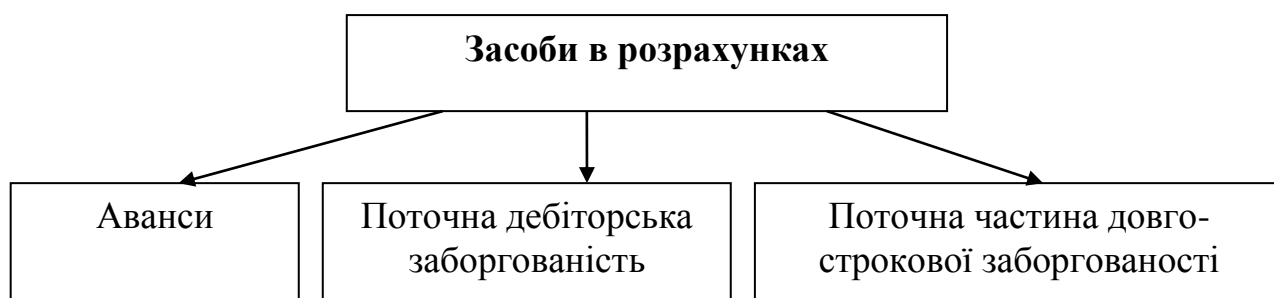 Засоби в розрахунках
Аванси
Поточна дебіторська
заборгованість
Поточна частина довго-
строкової заборгованості